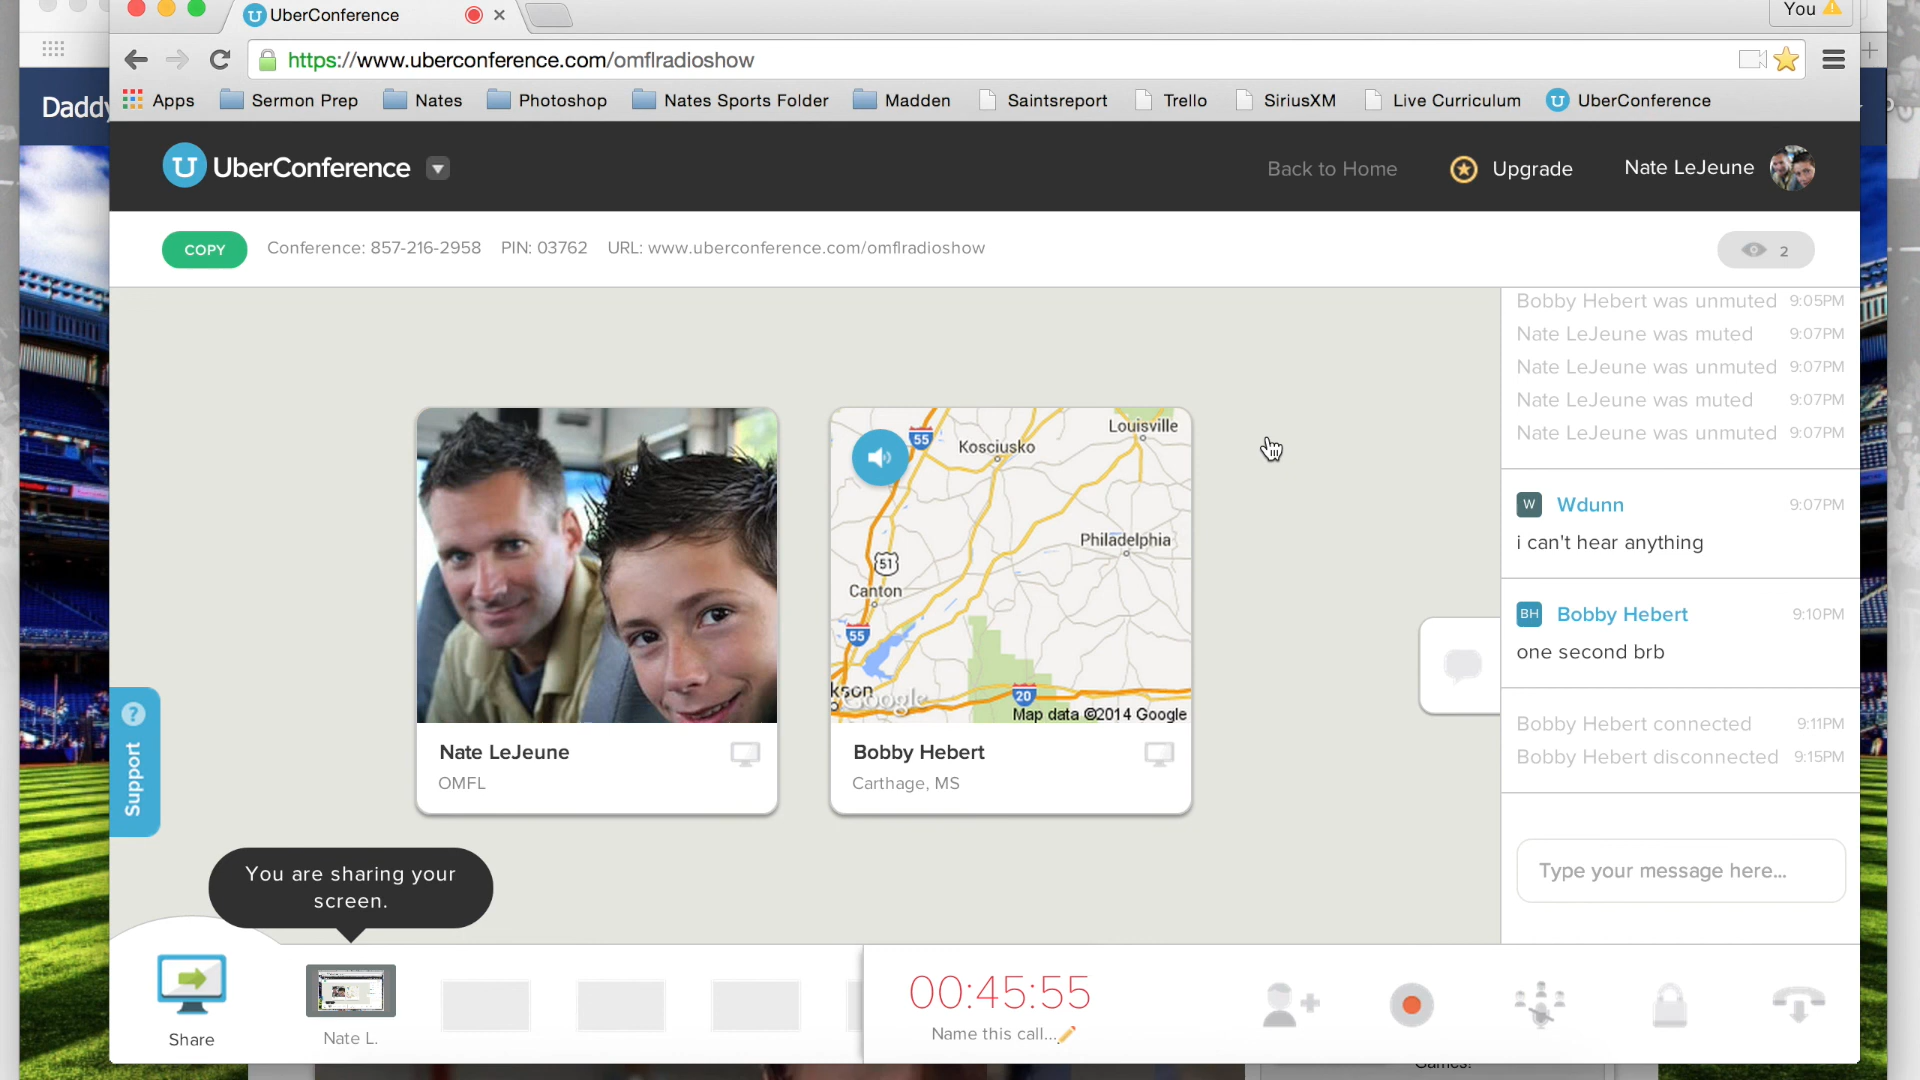 UberConference
You
https://www.uberconference.com/omflradioshow
Apps
Sermon Prep
Nates
Photoshop
Nates Sports Folder
Madden
Saintsreport
Trello
SiriusXM
Live Curriculum
UberConference
Daddy
UberConference
Back to Home
Upgrade
Nate LeJeune
COPY
Conference: 857-216-2958 PIN: 03762 URL: www.uberconference.com/omflradioshow
2
Bobby Hebert was unmuted 9:05PM
Nate LeJeune was muted 9:07PM
Nate LeJeune was unmuted 9:07PM
Nate LeJeune was muted 9:07PM
Nate LeJeune was unmuted 9:07PM
W Wdunn 9:07PM
i can't hear anything
BH Bobby Hebert 9:10PM
one second brb
Bobby Hebert connected 9:11PM
Bobby Hebert disconnected 9:15PM
Type your message here...
Louisville
55
Kosciusko
Philadelphia
51
Canton
55
kson
Google
20
Map data ©2014 Google
Nate LeJeune
OMFL
Bobby Hebert
Carthage, MS
? Support
You are sharing your
screen.
Share
Nate L.
00:45:55
Name this call...